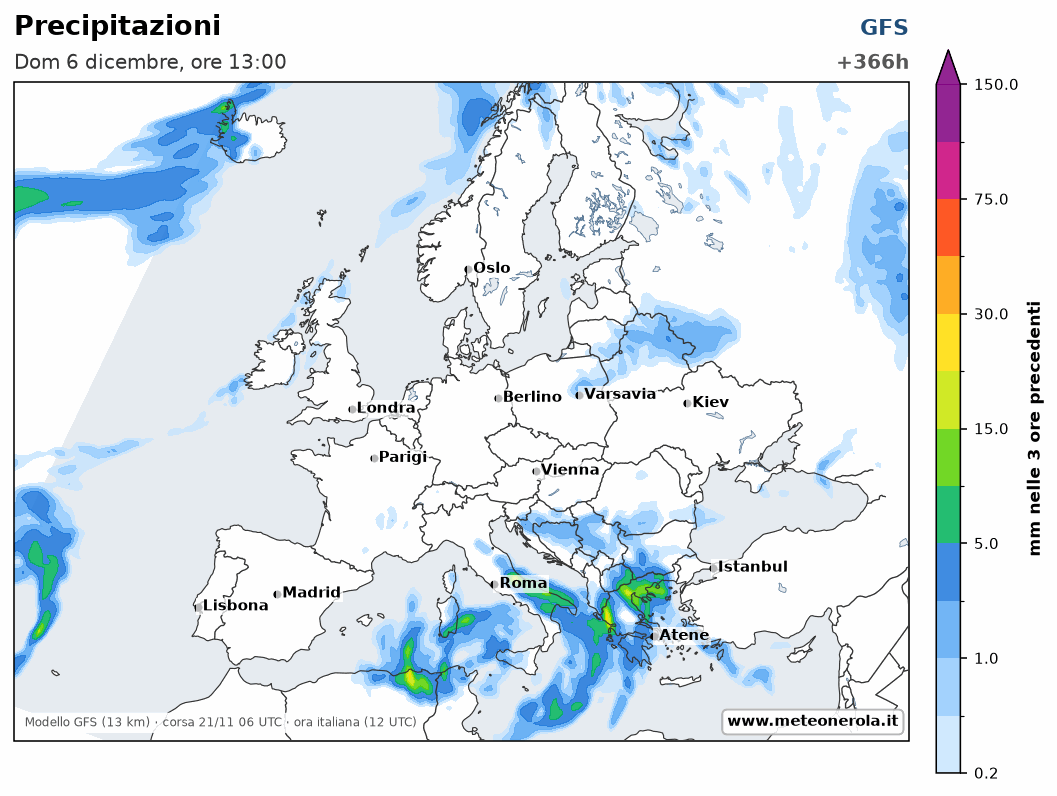 Precipitazioni
GFS
Dom 6 dicembre, ore 13:00
+366h
150.0
75.0
30.0
15.0
5.0
1.0
0.2
mm nelle 3 ore precedenti
Oslo
Berlino
Varsavia
Kiev
Londra
Parigi
Vienna
Istanbul
Roma
Madrid
Lisbona
Atene
Modello GFS (13 km) · corsa 21/11 06 UTC · ora italiana (12 UTC)
www.meteonerola.it